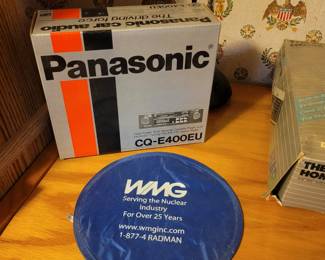 Panasonic
car audio
The driving force
Panasonic
CQ-E400EU
WMG
Serving the Nuclear
Industry
For Over 25 Years
www.wmginc.com
1-877-4 RADMAN
THE
HOM